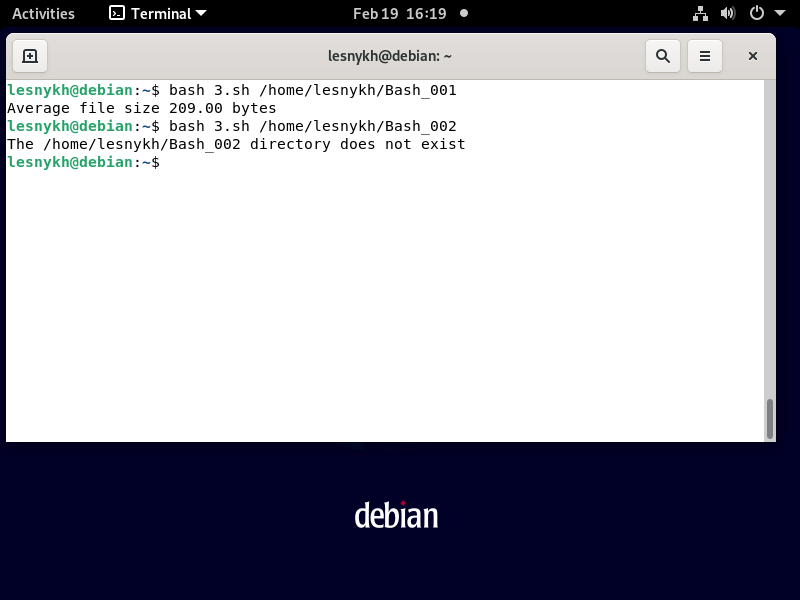 Activities Terminal Feb 19 16:19
lesnykh@debian: ~
lesnykh@debian:~$ bash 3.sh /home/lesnykh/Bash_001
Average file size 209.00 bytes
lesnykh@debian:~$ bash 3.sh /home/lesnykh/Bash_002
The /home/lesnykh/Bash_002 directory does not exist
lesnykh@debian:~$
debian